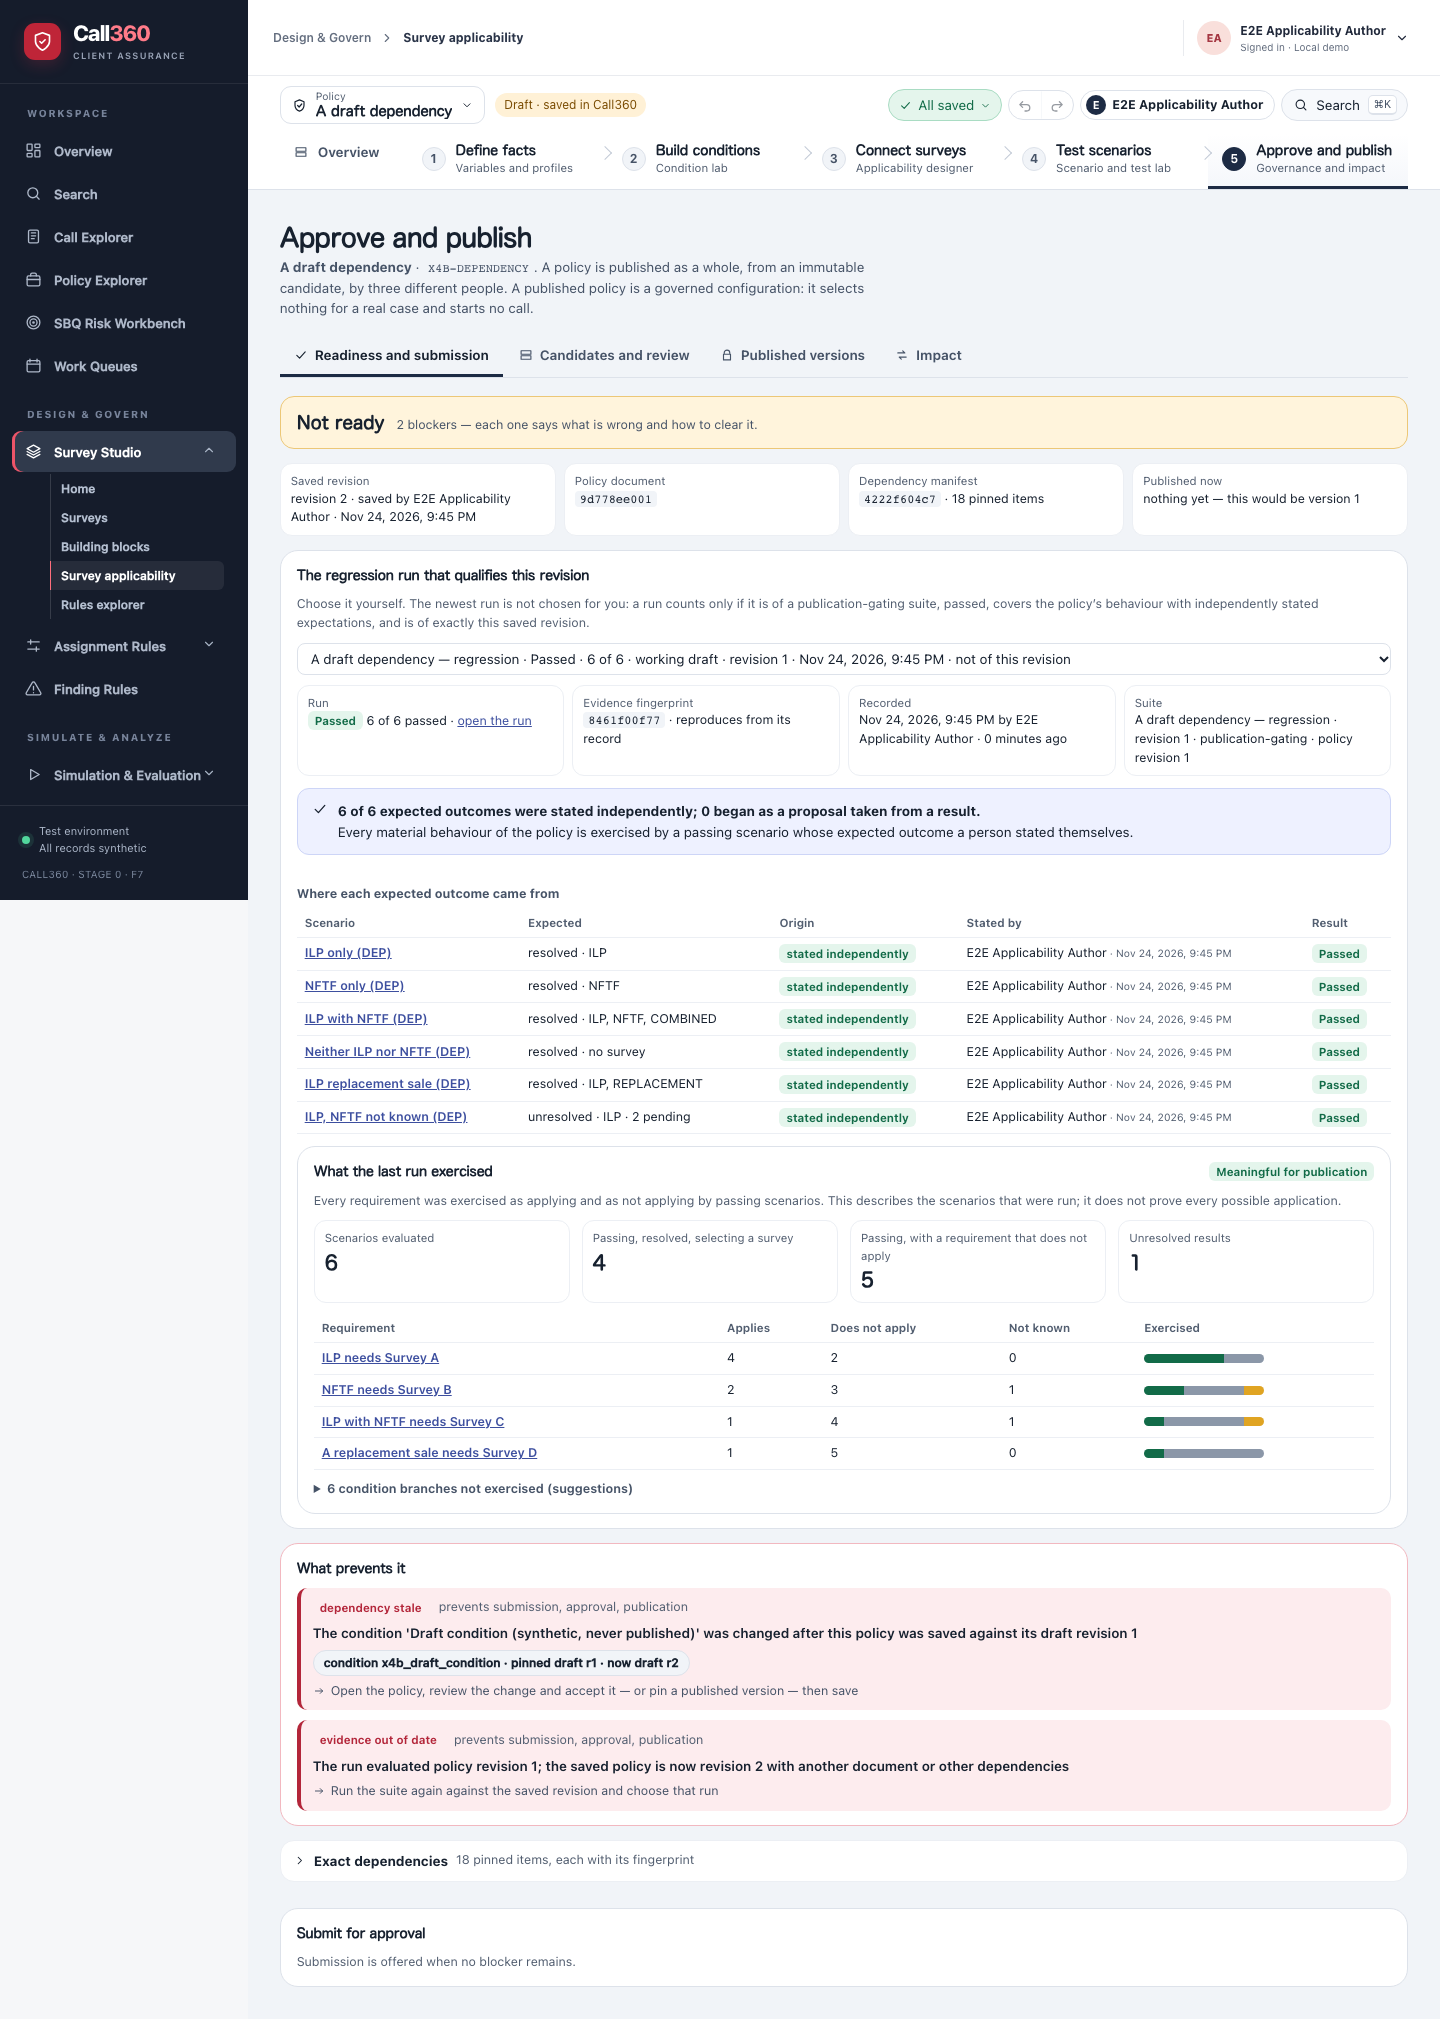 Call360
CLIENT ASSURANCE
WORKSPACE
Overview
Search
Call Explorer
Policy Explorer
SBQ Risk Workbench
Work Queues
DESIGN & GOVERN
Survey Studio
Home
Surveys
Building blocks
Survey applicability
Rules explorer
Assignment Rules
Finding Rules
SIMULATE & ANALYZE
Simulation & Evaluation
Test environment
All records synthetic
CALL360 · STAGE 0 · F7
Design & Govern > Survey applicability
EA
E2E Applicability Author
Signed in · Local demo
Policy
A draft dependency
Draft · saved in Call360
All saved
E E2E Applicability Author
Search ⌘K
Overview
1 Define facts
Variables and profiles
2 Build conditions
Condition lab
3 Connect surveys
Applicability designer
4 Test scenarios
Scenario and test lab
5 Approve and publish
Governance and impact
Approve and publish
A draft dependency · X4B-DEPENDENCY . A policy is published as a whole, from an immutable
candidate, by three different people. A published policy is a governed configuration: it selects
nothing for a real case and starts no call.
Readiness and submission
Candidates and review
Published versions
Impact
Not ready 2 blockers — each one says what is wrong and how to clear it.
Saved revision
revision 2 · saved by E2E Applicability
Author · Nov 24, 2026, 9:45 PM
Policy document
9d778ee001
Dependency manifest
4222f604c7 · 18 pinned items
Published now
nothing yet — this would be version 1
The regression run that qualifies this revision
Choose it yourself. The newest run is not chosen for you: a run counts only if it is of a publication-gating suite, passed, covers the policy's behaviour with independently stated
expectations, and is of exactly this saved revision.
A draft dependency — regression · Passed · 6 of 6 · working draft · revision 1 · Nov 24, 2026, 9:45 PM · not of this revision
Run
Passed 6 of 6 passed · open the run
Evidence fingerprint
8461f00f77 · reproduces from its
record
Recorded
Nov 24, 2026, 9:45 PM by E2E
Applicability Author · 0 minutes ago
Suite
A draft dependency — regression ·
revision 1 · publication-gating · policy
revision 1
6 of 6 expected outcomes were stated independently; 0 began as a proposal taken from a result.
Every material behaviour of the policy is exercised by a passing scenario whose expected outcome a person stated themselves.
Where each expected outcome came from
Scenario Expected Origin Stated by Result
ILP only (DEP) resolved · ILP stated independently E2E Applicability Author · Nov 24, 2026, 9:45 PM Passed
NFTF only (DEP) resolved · NFTF stated independently E2E Applicability Author · Nov 24, 2026, 9:45 PM Passed
ILP with NFTF (DEP) resolved · ILP, NFTF, COMBINED stated independently E2E Applicability Author · Nov 24, 2026, 9:45 PM Passed
Neither ILP nor NFTF (DEP) resolved · no survey stated independently E2E Applicability Author · Nov 24, 2026, 9:45 PM Passed
ILP replacement sale (DEP) resolved · ILP, REPLACEMENT stated independently E2E Applicability Author · Nov 24, 2026, 9:45 PM Passed
ILP, NFTF not known (DEP) unresolved · ILP · 2 pending stated independently E2E Applicability Author · Nov 24, 2026, 9:45 PM Passed
What the last run exercised
Meaningful for publication
Every requirement was exercised as applying and as not applying by passing scenarios. This describes the scenarios that were run; it does not prove every possible application.
Scenarios evaluated
6
Passing, resolved, selecting a survey
4
Passing, with a requirement that does not
apply
5
Unresolved results
1
Requirement Applies Does not apply Not known Exercised
ILP needs Survey A 4 2 0
NFTF needs Survey B 2 3 1
ILP with NFTF needs Survey C 1 4 1
A replacement sale needs Survey D 1 5 0
6 condition branches not exercised (suggestions)
What prevents it
dependency stale prevents submission, approval, publication
The condition 'Draft condition (synthetic, never published)' was changed after this policy was saved against its draft revision 1
condition x4b_draft_condition · pinned draft r1 · now draft r2
→ Open the policy, review the change and accept it — or pin a published version — then save
evidence out of date prevents submission, approval, publication
The run evaluated policy revision 1; the saved policy is now revision 2 with another document or other dependencies
→ Run the suite again against the saved revision and choose that run
Exact dependencies 18 pinned items, each with its fingerprint
Submit for approval
Submission is offered when no blocker remains.